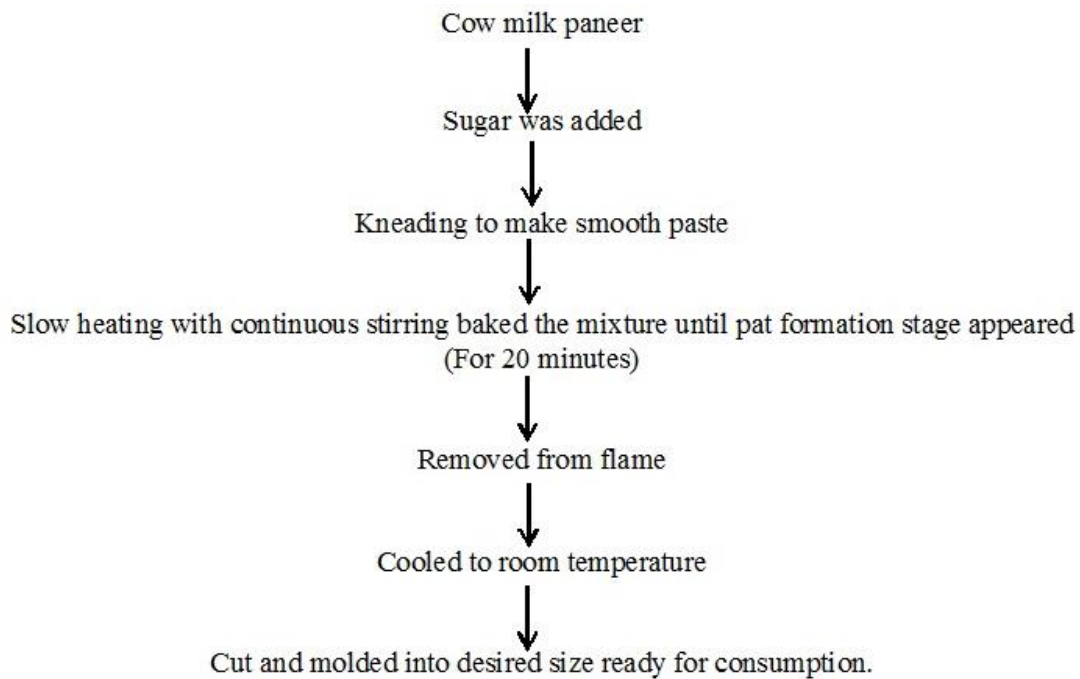 Cow milk paneer
Sugar was added
Kneading to make smooth paste
Slow heating with continuous stirring baked the mixture until pat formation stage appeared
(For 20 minutes)
Removed from flame
Cooled to room temperature
Cut and molded into desired size ready for consumption.